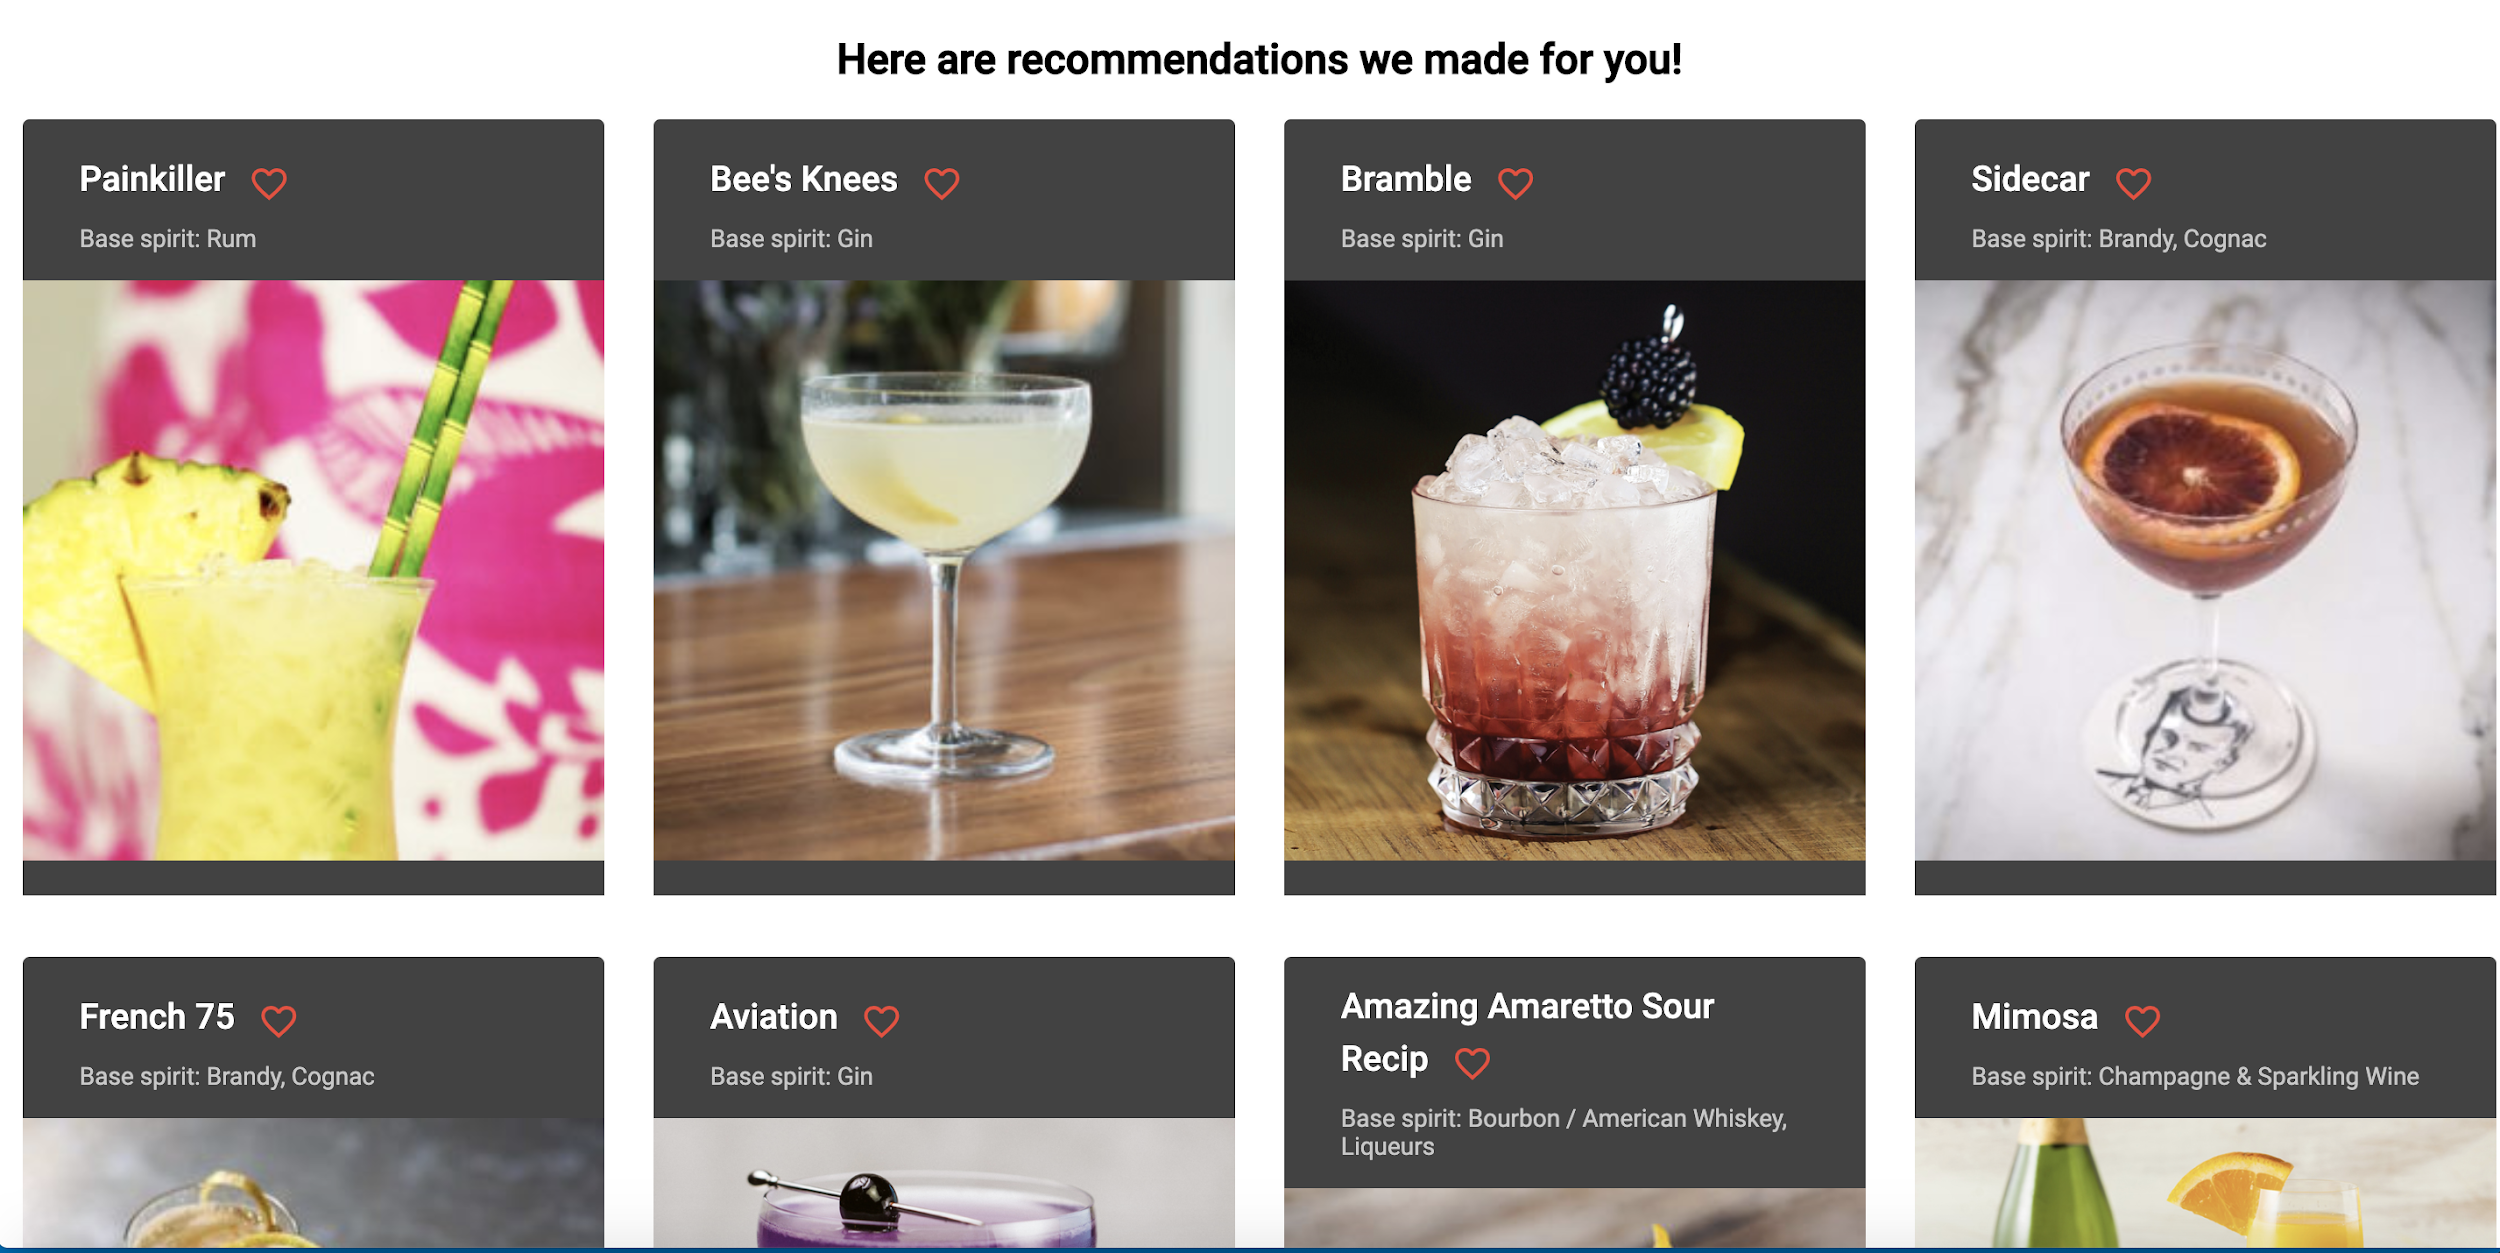 Here are recommendations we made for you!
Painkiller
Base spirit: Rum
Bee's Knees
Base spirit: Gin
Bramble
Base spirit: Gin
Sidecar
Base spirit: Brandy, Cognac
French 75
Base spirit: Brandy, Cognac
Aviation
Base spirit: Gin
Amazing Amaretto Sour
Recip
Base spirit: Bourbon / American Whiskey,
Liqueurs
Mimosa
Base spirit: Champagne & Sparkling Wine